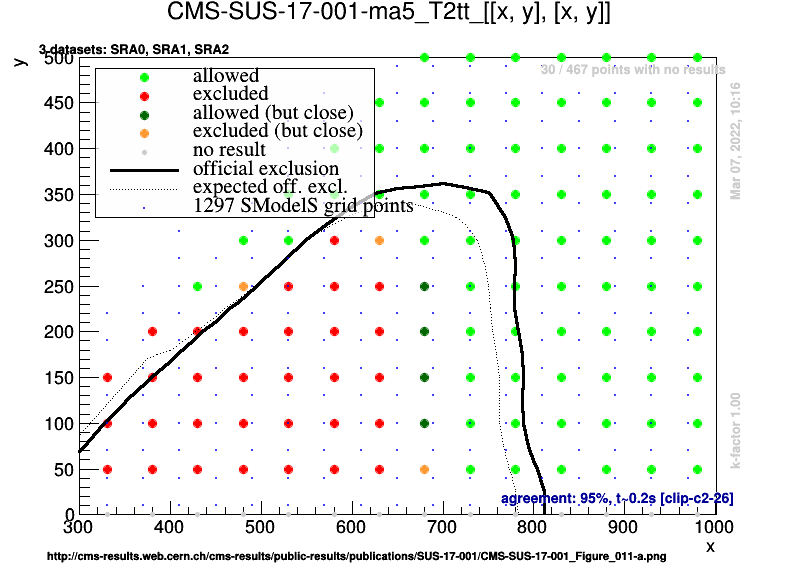 CMS-SUS-17-001-ma5_T2tt_[[x, y], [x, y]]
3 datasets: SRA0, SRA1, SRA2
y
30 / 467 points with no results
allowed
excluded
allowed (but close)
excluded (but close)
no result
official exclusion
expected off. excl.
1297 SModelS grid points
500
450
400
350
300
250
200
150
100
50
0
Mar 07, 2022, 10:16
k-factor 1.00
agreement: 95%, t~0.2s [clip-c2-26]
300 400 500 600 700 800 900 1000
x
http://cms-results.web.cern.ch/cms-results/public-results/publications/SUS-17-001/CMS-SUS-17-001_Figure_011-a.png